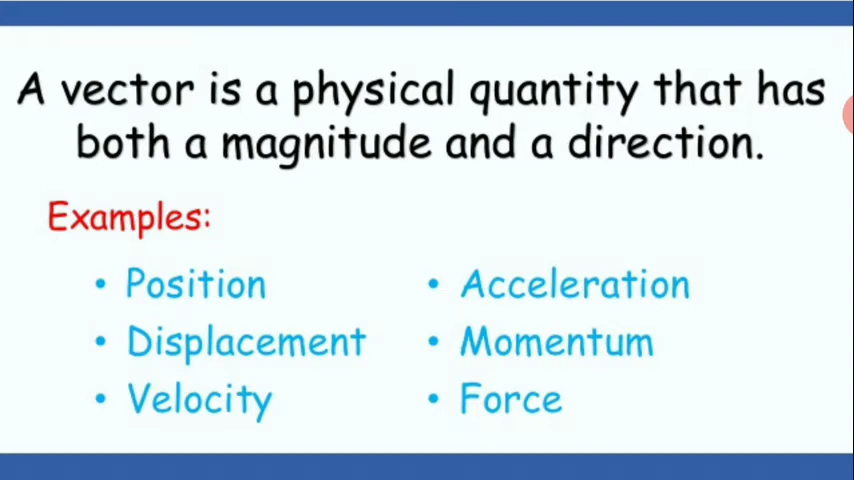 A vector is a physical quantity that has
both a magnitude and a direction.
Examples:
• Position
• Displacement
• Velocity
• Acceleration
• Momentum
• Force